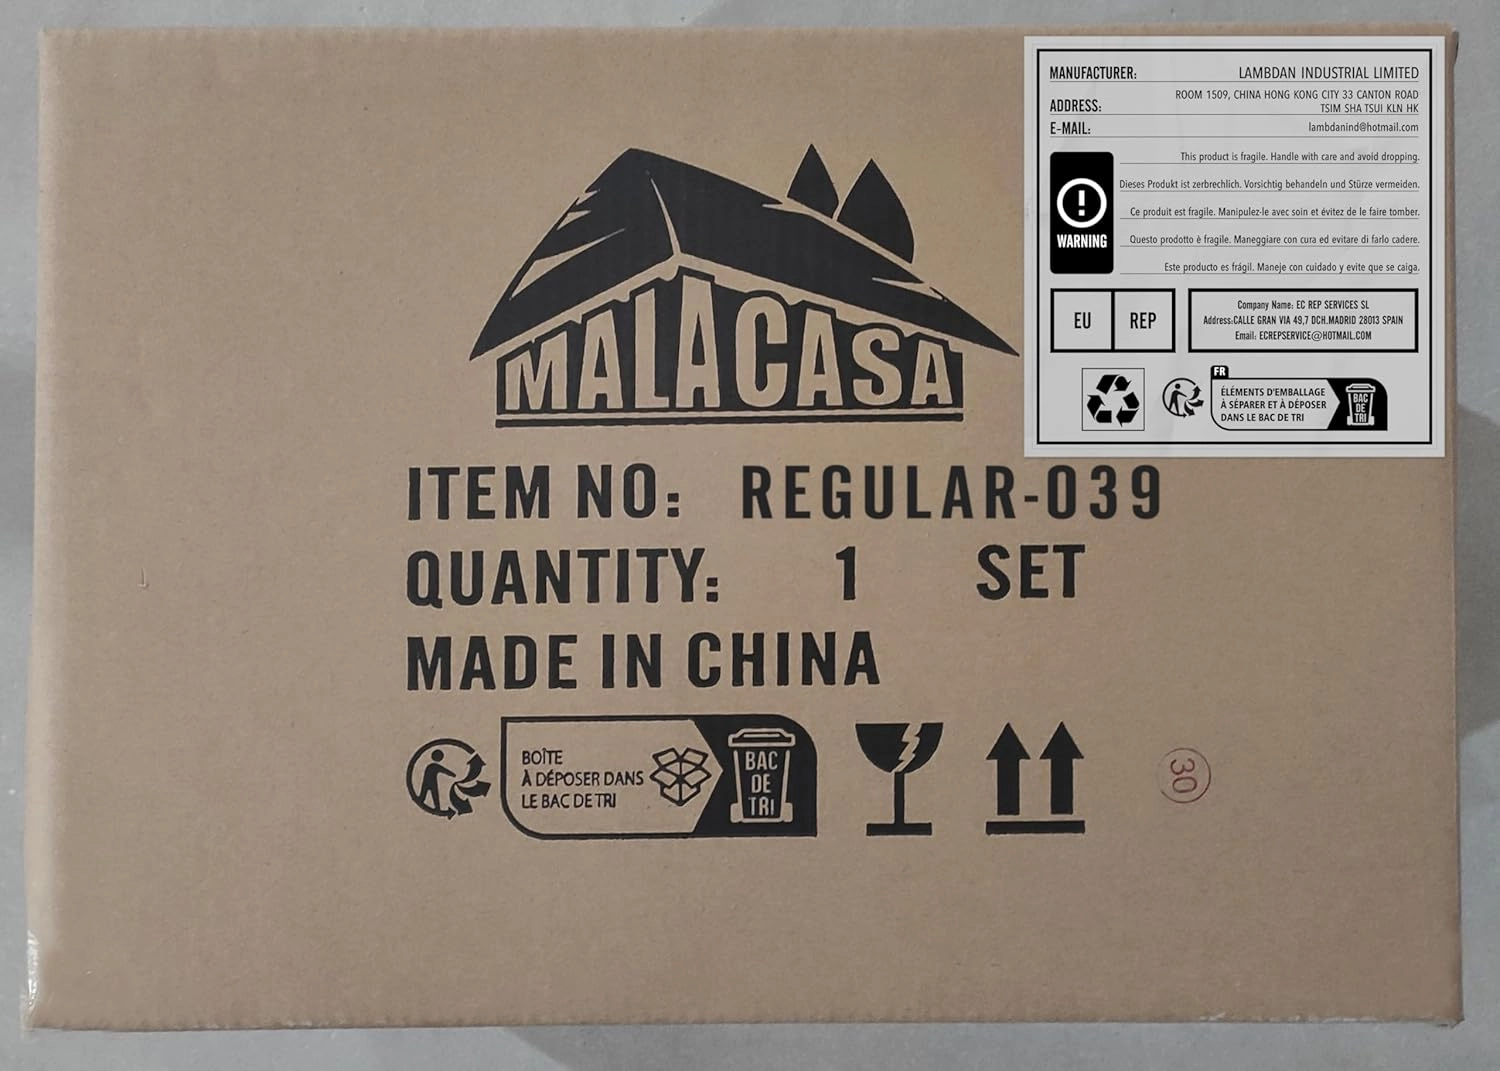 MALACASA
ITEM NO: REGULAR-039
QUANTITY: 1 SET
MADE IN CHINA
BOÎTE
À DÉPOSER DANS
LE BAC DE TRI
BAC
DE
TRI
30
MANUFACTURER: LAMBDAN INDUSTRIAL LIMITED
ADDRESS: ROOM 1509, CHINA HONG KONG CITY 33 CANTON ROAD
TSIM SHA TSUI KLN HK
E-MAIL: lambdanind@hotmail.com
WARNING
This product is fragile. Handle with care and avoid dropping.
Dieses Produkt ist zerbrechlich. Vorsichtig behandeln und Stürze vermeiden.
Ce produit est fragile. Manipulez-le avec soin et évitez de le faire tomber.
Questo prodotto è fragile. Maneggiare con cura ed evitare di farlo cadere.
Este producto es frágil. Maneje con cuidado y evite que se caiga.
EU REP
Company Name: EC REP SERVICES SL
Address:CALLE GRAN VIA 49,7 DCH.MADRID 28013 SPAIN
Email: ECREPSERVICE@HOTMAIL.COM
FR
ÉLÉMENTS D'EMBALLAGE
À SÉPARER ET À DÉPOSER
DANS LE BAC DE TRI
BAC
DE
TRI